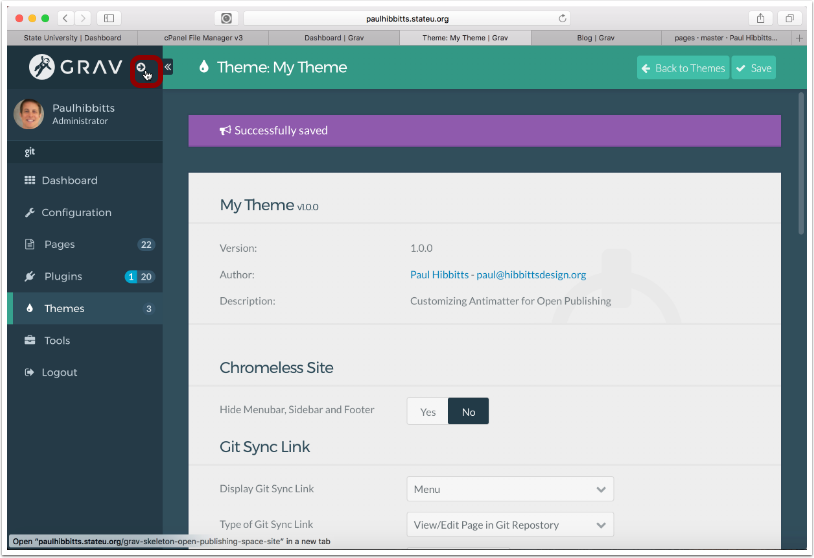 paulhibbitts.stateu.org
State University | Dashboard
cPanel File Manager v3
Dashboard | Grav
Theme: My Theme | Grav
Blog | Grav
pages - master - Paul Hibbitts...
GRAV
Theme: My Theme
Back to Themes
Save
Paulhibbitts
Administrator
Successfully saved
git
Dashboard
Configuration
Pages 22
Plugins 1 20
Themes 3
Tools
Logout
My Theme v1.0.0
Version: 1.0.0
Author: Paul Hibbitts - paul@hibbittsdesign.org
Description: Customizing Antimatter for Open Publishing
Chromeless Site
Hide Menubar, Sidebar and Footer Yes No
Git Sync Link
Display Git Sync Link Menu
Type of Git Sync Link View/Edit Page in Git Repostory
Open "paulhibbitts.stateu.org/grav-skeleton-open-publishing-space-site" in a new tab